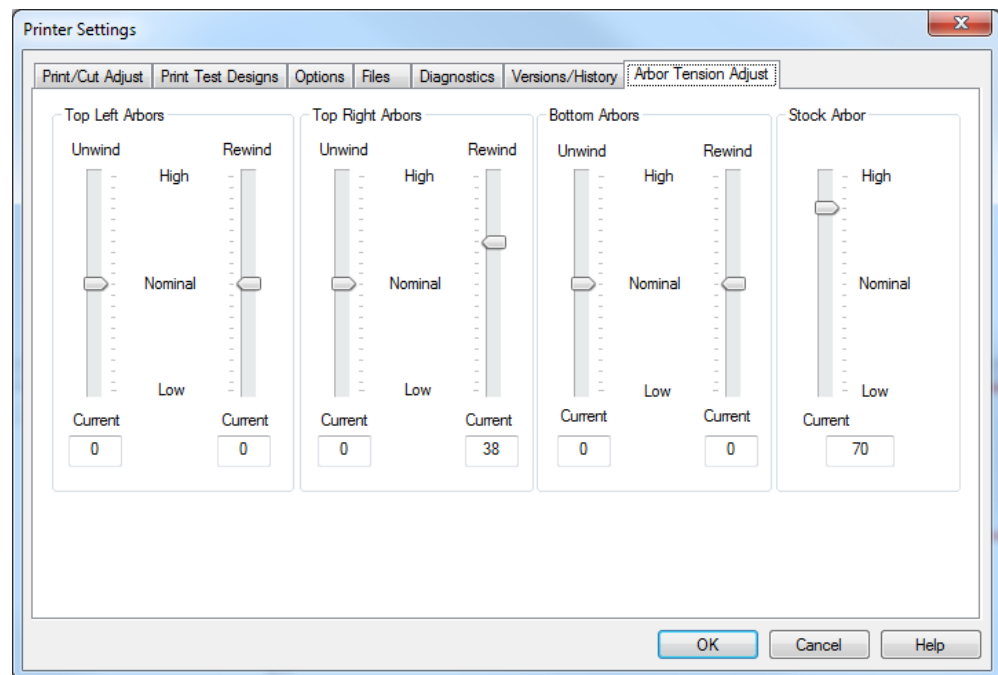 Printer Settings
Print/Cut Adjust Print Test Designs Options Files Diagnostics Versions/History Arbor Tension Adjust
Top Left Arbors
Unwind Rewind
High
Nominal
Low
Current Current
0 0
Top Right Arbors
Unwind Rewind
High
Nominal
Low
Current Current
0 38
Bottom Arbors
Unwind Rewind
High
Nominal
Low
Current Current
0 0
Stock Arbor
High
Nominal
Low
Current
70
OK Cancel Help